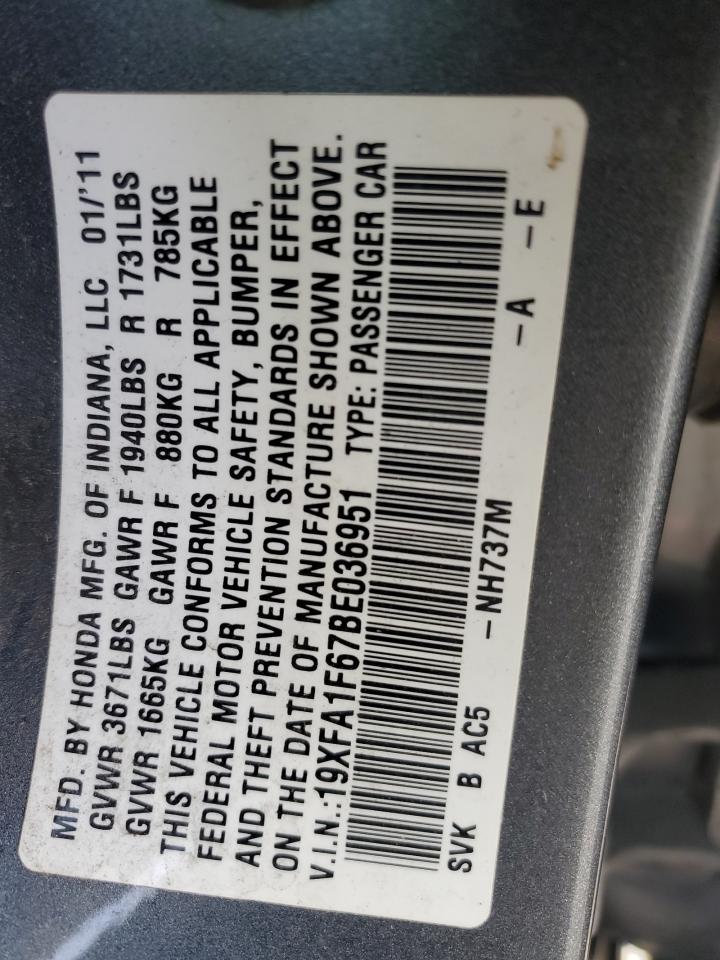 MFD. BY HONDA MFG. OF INDIANA, LLC 01/'11
GVWR 3671LBS GAWR F 1940LBS R 1731LBS
GVWR 1665KG GAWR F 880KG R 785KG
THIS VEHICLE CONFORMS TO ALL APPLICABLE
FEDERAL MOTOR VEHICLE SAFETY, BUMPER,
AND THEFT PREVENTION STANDARDS IN EFFECT
ON THE DATE OF MANUFACTURE SHOWN ABOVE.
V.I.N.:19XFA1F67BE036951 TYPE: PASSENGER CAR
SVK B AC5 -NH737M -A -E